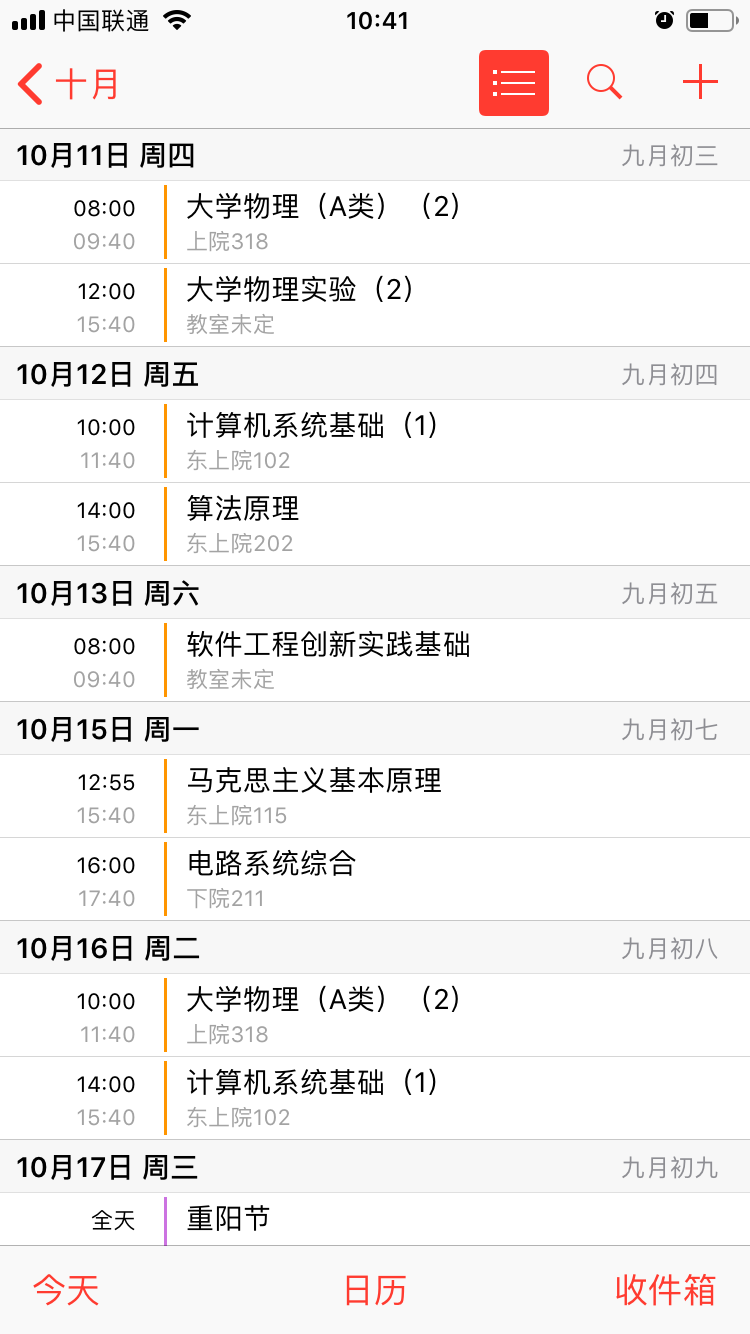 中国联通 10:41
十月
10月11日 周四 九月初三
08:00 大学物理（A类）（2）
09:40 上院318
12:00 大学物理实验（2）
15:40 教室未定
10月12日 周五 九月初四
10:00 计算机系统基础（1）
11:40 东上院102
14:00 算法原理
15:40 东上院202
10月13日 周六 九月初五
08:00 软件工程创新实践基础
09:40 教室未定
10月15日 周一 九月初七
12:55 马克思主义基本原理
15:40 东上院115
16:00 电路系统综合
17:40 下院211
10月16日 周二 九月初八
10:00 大学物理（A类）（2）
11:40 上院318
14:00 计算机系统基础（1）
15:40 东上院102
10月17日 周三 九月初九
全天 重阳节
今天 日历 收件箱